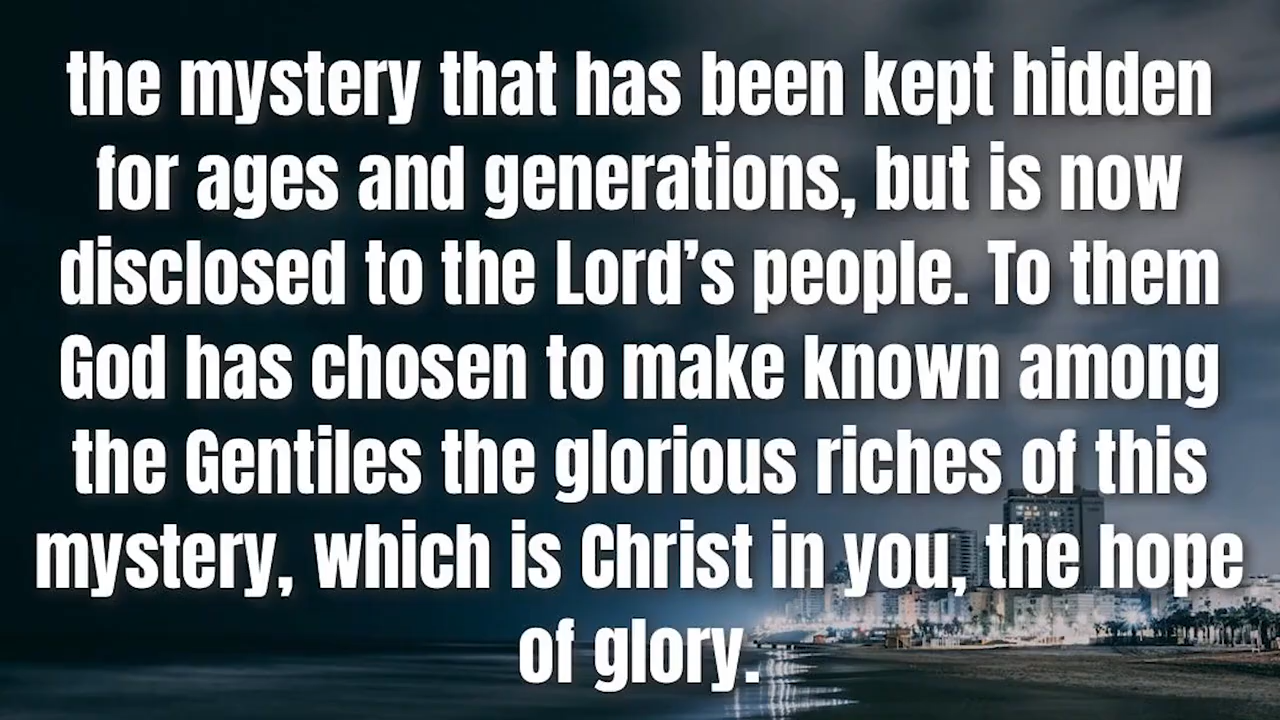 the mystery that has been kept hidden
for ages and generations, but is now
disclosed to the Lord’s people. To them
God has chosen to make known among
the Gentiles the glorious riches of this
mystery, which is Christ in you, the hope
of glory.